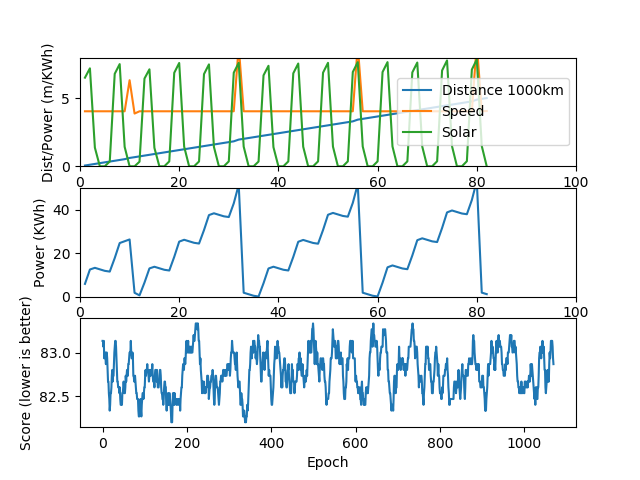 Dist/Power (m/KWh)
5
0
Distance 1000km
Speed
Solar
0 20 40 60 80 100
Power (KWh)
40
20
0
0 20 40 60 80 100
Score (lower is better)
83.0
82.5
0 200 400 600 800 1000
Epoch